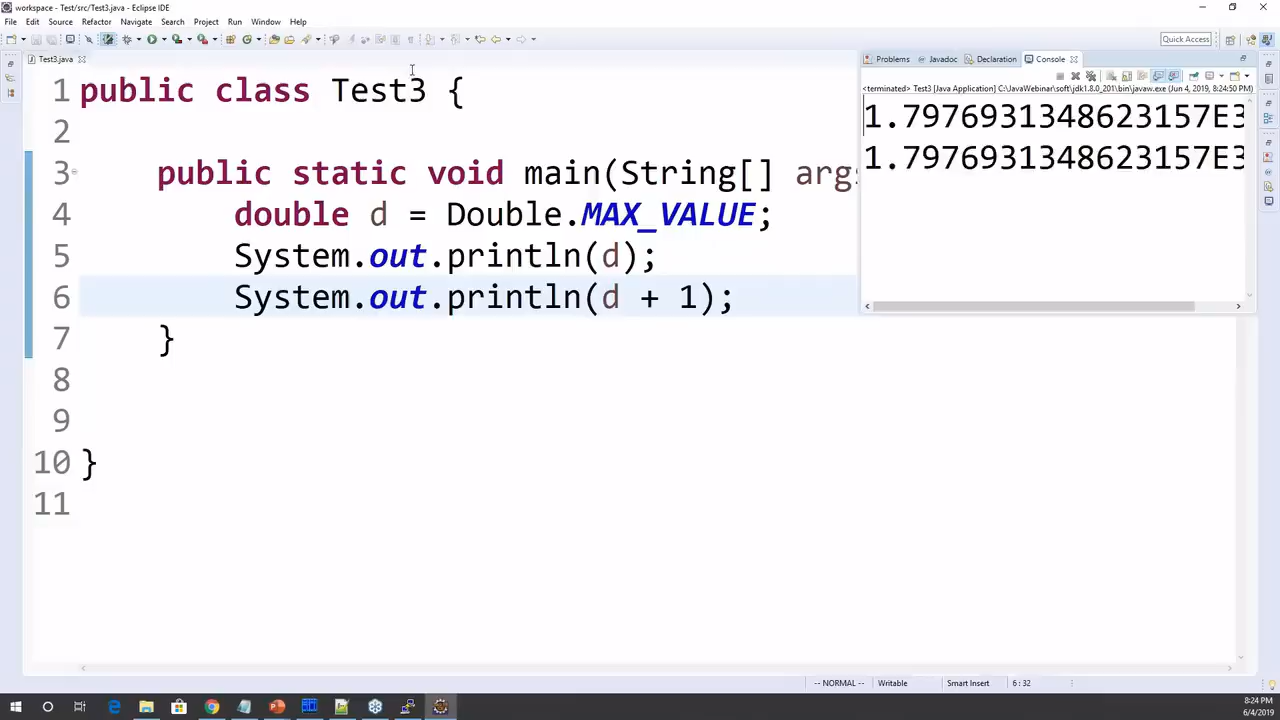 workspace - Test/src/Test3.java - Eclipse IDE
File Edit Source Refactor Navigate Search Project Run Window Help
Quick Access
Test3.java
Problems Javadoc Declaration Console
<terminated> Test3 [Java Application] C:\JavaWebinar\soft\jdk1.8.0_201\bin\javaw.exe (Jun 4, 2019, 8:24:50 PM)
1.7976931348623157E3
1.7976931348623157E3
1 public class Test3 {
2
3 public static void main(String[] args
4 double d = Double.MAX_VALUE;
5 System.out.println(d);
6 System.out.println(d + 1);
7 }
8
9
10 }
11
-- NORMAL -- Writable Smart Insert 6 : 32
8:24 PM
6/4/2019